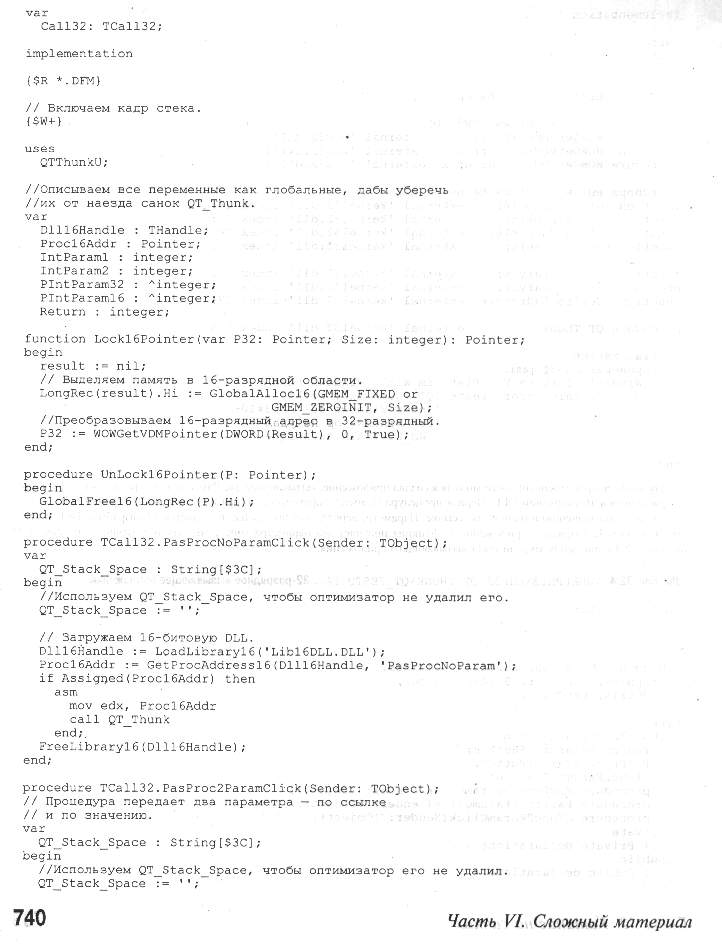 var
Call32: TCall32;
implementation
{$R *.DFM}
// Включаем кадр стека.
{$W+}
uses
QTThunkU;
//Описываем все переменные как глобальные, дабы уберечь
//их от наезда санок QT_Thunk.
var
Dll16Handle : THandle;
Proc16Addr : Pointer;
IntParam1 : integer;
IntParam2 : integer;
PIntParam32 : ^integer;
PIntParam16 : ^integer;
Return : integer;
function Lock16Pointer(var P32: Pointer; Size: integer): Pointer;
begin
result := nil;
// Выделяем память в 16-разрядной области.
LongRec(result).Hi := GlobalAlloc16(GMEM_FIXED or
GMEM_ZEROINIT, Size);
//Преобразовываем 16-разрядный адрес в 32-разрядный.
P32 := WOWGetVDMPointer(DWORD(Result), 0, True);
end;
procedure UnLock16Pointer(P: Pointer);
begin
GlobalFree16(LongRec(P).Hi);
end;
procedure TCall32.PasProcNoParamClick(Sender: TObject);
var
QT_Stack_Space : String[$3C];
begin
//Используем QT_Stack_Space, чтобы оптимизатор не удалил его.
QT_Stack_Space := '';
// Загружаем 16-битовую DLL.
Dll16Handle := LoadLibrary16('Lib16DLL.DLL');
Proc16Addr := GetProcAddress16(Dll16Handle, 'PasProcNoParam');
if Assigned(Proc16Addr) then
asm
mov edx, Proc16Addr
call QT_Thunk
end;
FreeLibrary16(Dll16Handle);
end;
procedure TCall32.PasProc2ParamClick(Sender: TObject);
// Процедура передает два параметра — по ссылке
// и по значению.
var
QT_Stack_Space : String[$3C];
begin
//Используем QT_Stack_Space, чтобы оптимизатор его не удалил.
QT_Stack_Space := '';
740
Часть VI. Сложный материал